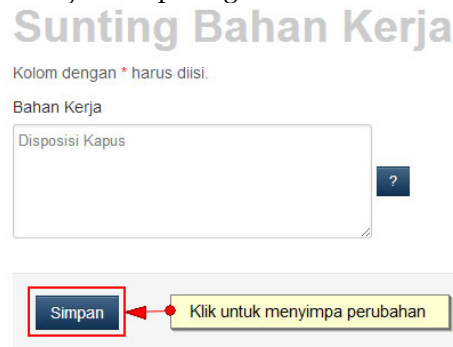 Sunting Bahan Kerja
Kolom dengan * harus diisi.
Bahan Kerja
Disposisi Kapus
?
Simpan
Klik untuk menyimpa perubahan